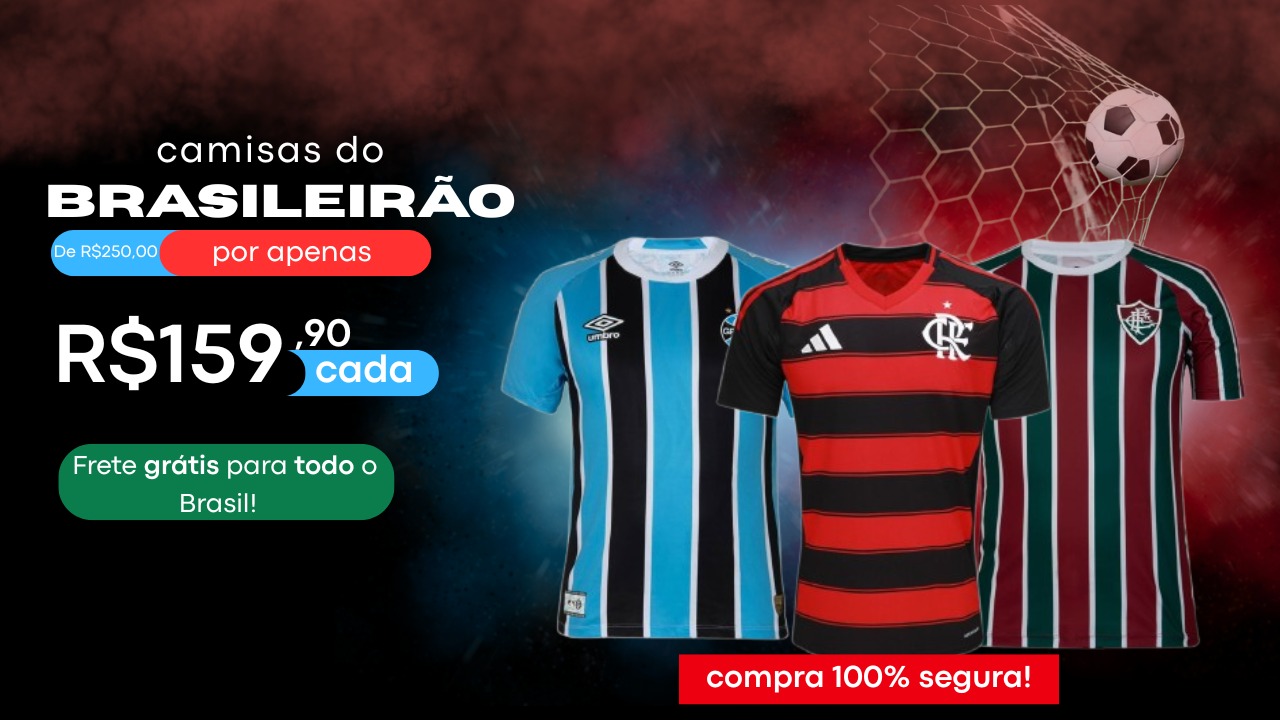 camisas do
BRASILEIRÃO
De R$250,00 por apenas
R$159,90
cada
Frete grátis para todo o
Brasil!
umbro
compra 100% segura!